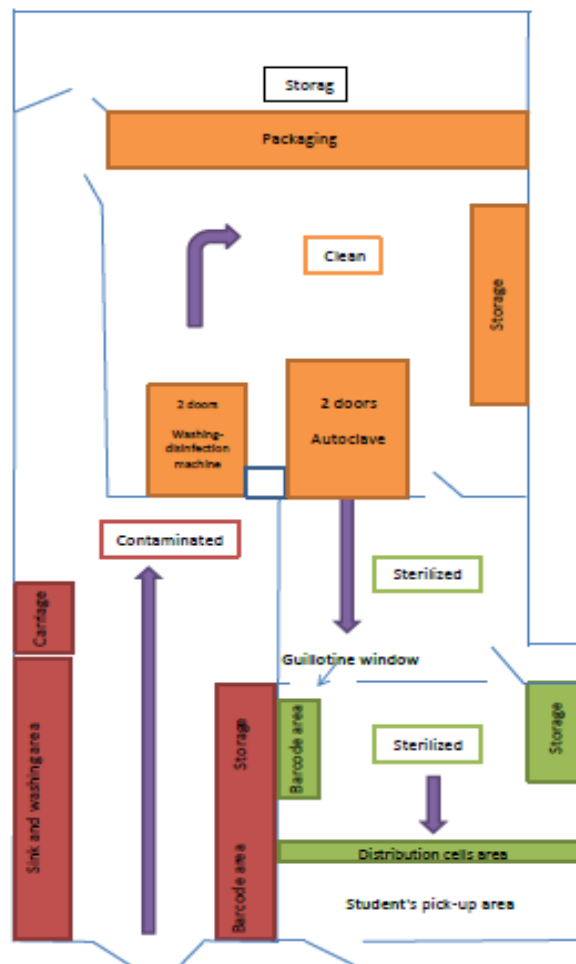 Storag
Packaging
Clean
Storage
2 doors
Washing-
disinfection
machine
2 doors
Autoclave
Contaminated
Sterilized
Carriage
Guillotine window
Sink and washing area
Storage
Barcode area
Barcode area
Sterilized
Storage
Distribution cells area
Student's pick-up area